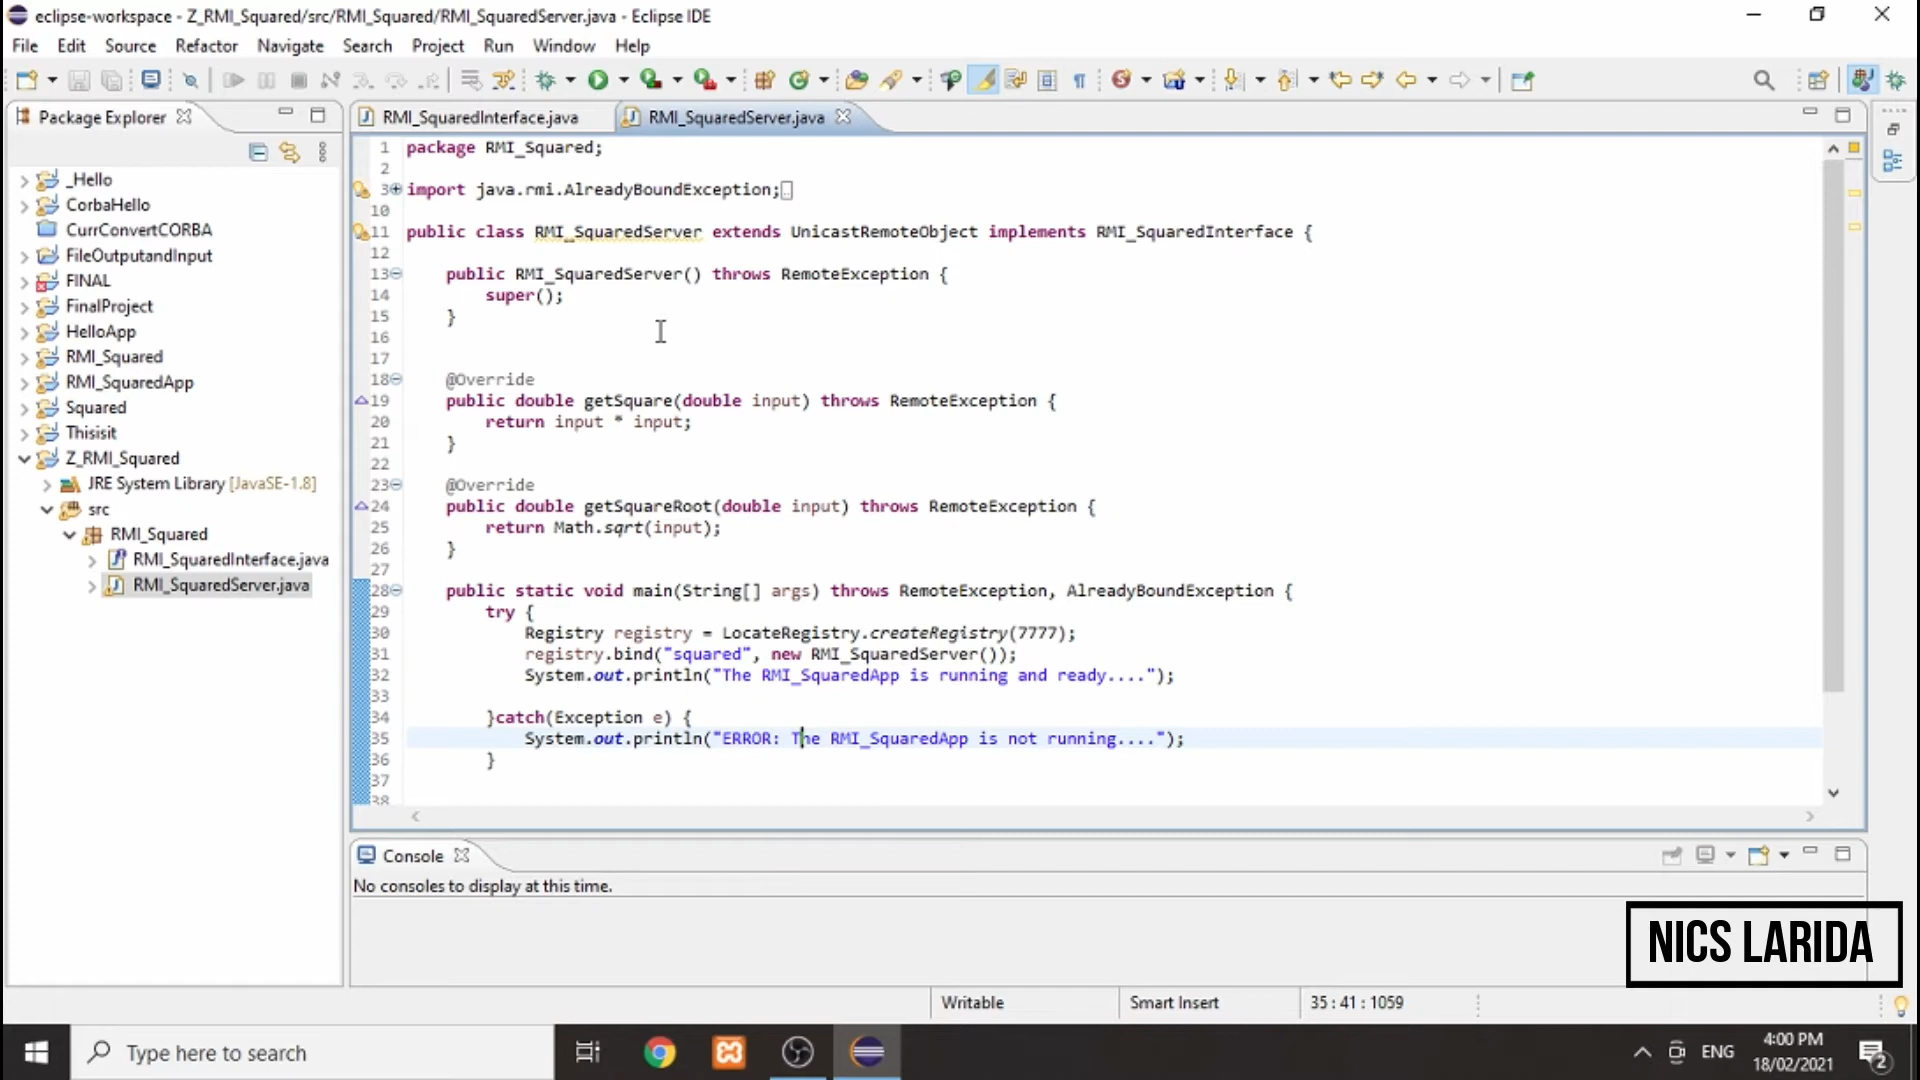 eclipse-workspace - Z_RMI_Squared/src/RMI_Squared/RMI_SquaredServer.java - Eclipse IDE
File Edit Source Refactor Navigate Search Project Run Window Help
Package Explorer
_Hello
CorbaHello
CurrConvertCORBA
FileOutputandInput
FINAL
FinalProject
HelloApp
RMI_Squared
RMI_SquaredApp
Squared
Thisisit
Z_RMI_Squared
JRE System Library [JavaSE-1.8]
src
RMI_Squared
RMI_SquaredInterface.java
RMI_SquaredServer.java
RMI_SquaredInterface.java RMI_SquaredServer.java
1 package RMI_Squared;
2
3 import java.rmi.AlreadyBoundException;
10
11 public class RMI_SquaredServer extends UnicastRemoteObject implements RMI_SquaredInterface {
12
13 public RMI_SquaredServer() throws RemoteException {
14 super();
15 }
16
17
18 @Override
19 public double getSquare(double input) throws RemoteException {
20 return input * input;
21 }
22
23 @Override
24 public double getSquareRoot(double input) throws RemoteException {
25 return Math.sqrt(input);
26 }
27
28 public static void main(String[] args) throws RemoteException, AlreadyBoundException {
29 try {
30 Registry registry = LocateRegistry.createRegistry(7777);
31 registry.bind("squared", new RMI_SquaredServer());
32 System.out.println("The RMI_SquaredApp is running and ready....");
33
34 }catch(Exception e) {
35 System.out.println("ERROR: The RMI_SquaredApp is not running....");
36 }
37
38
Console
No consoles to display at this time.
NICS LARIDA
Writable Smart Insert 35 : 41 : 1059
Type here to search
ENG
4:00 PM
18/02/2021
2